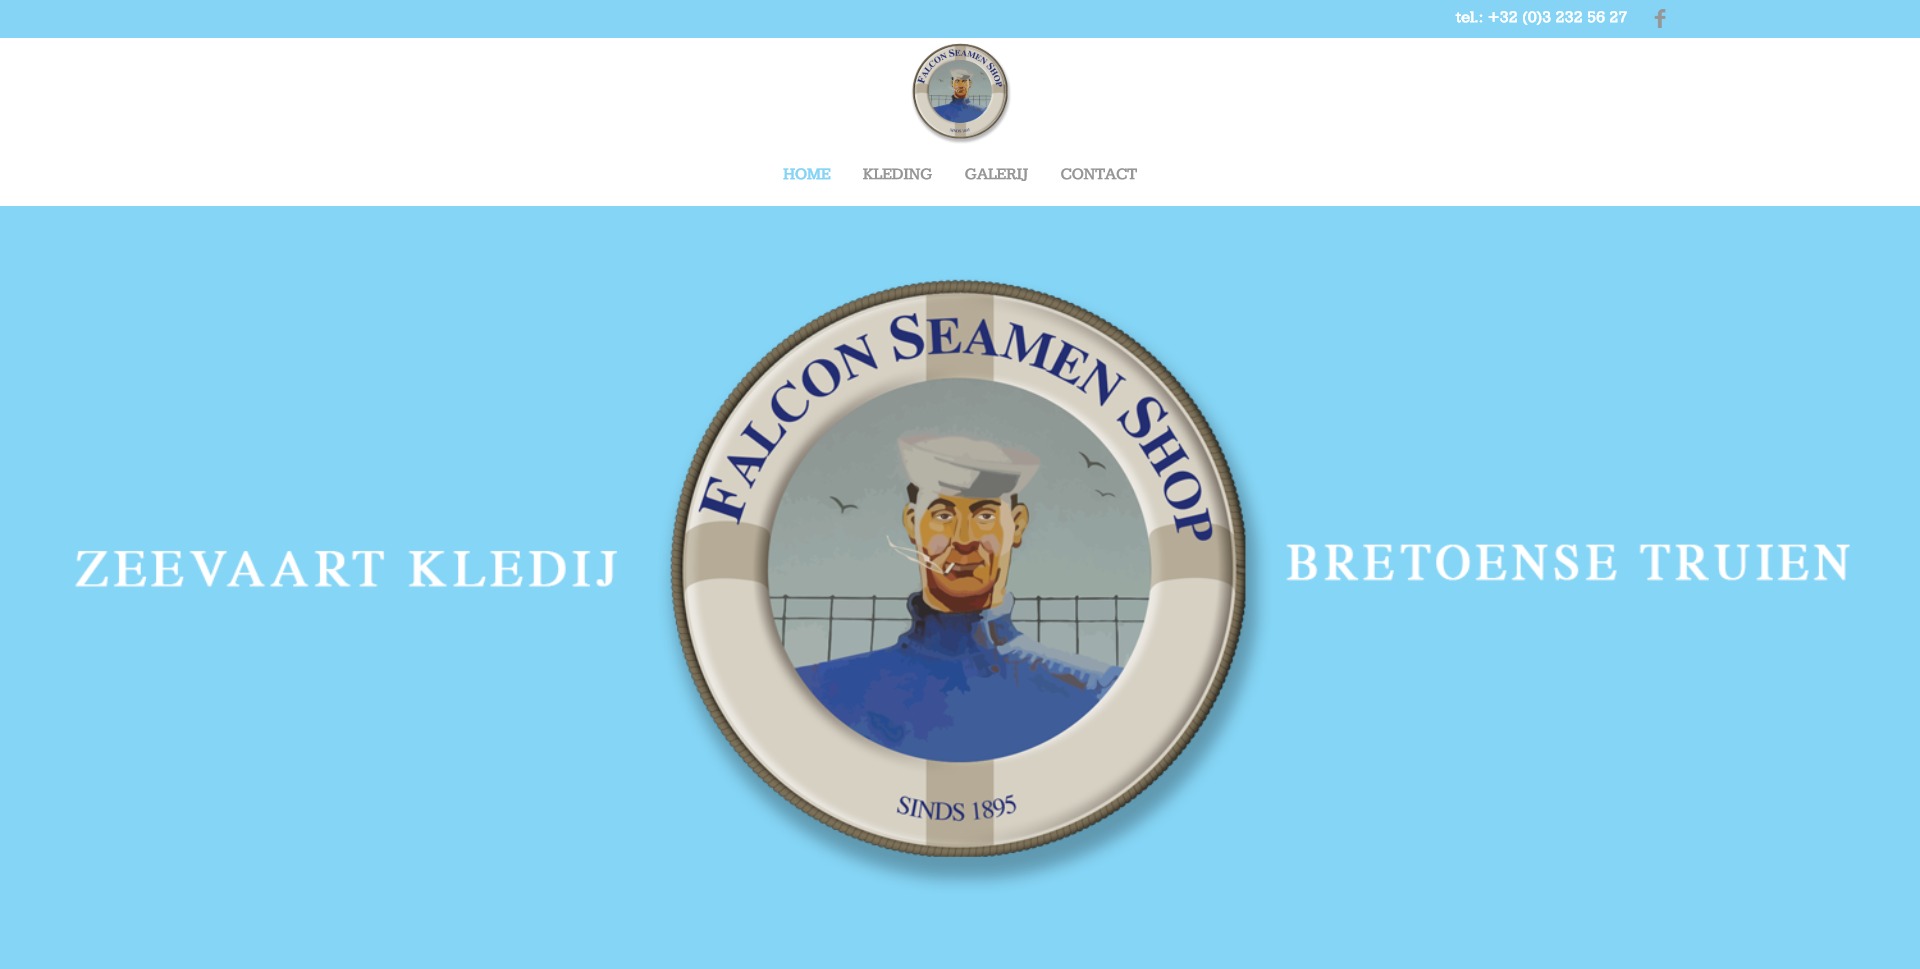 tel.: +32 (0)3 232 56 27
FALCON SEAMEN SHOP
SINDS 1895
HOME KLEDING GALERIJ CONTACT
FALCON SEAMEN SHOP
ZEEVAART KLEDIJ
BRETOENSE TRUIEN
SINDS 1895